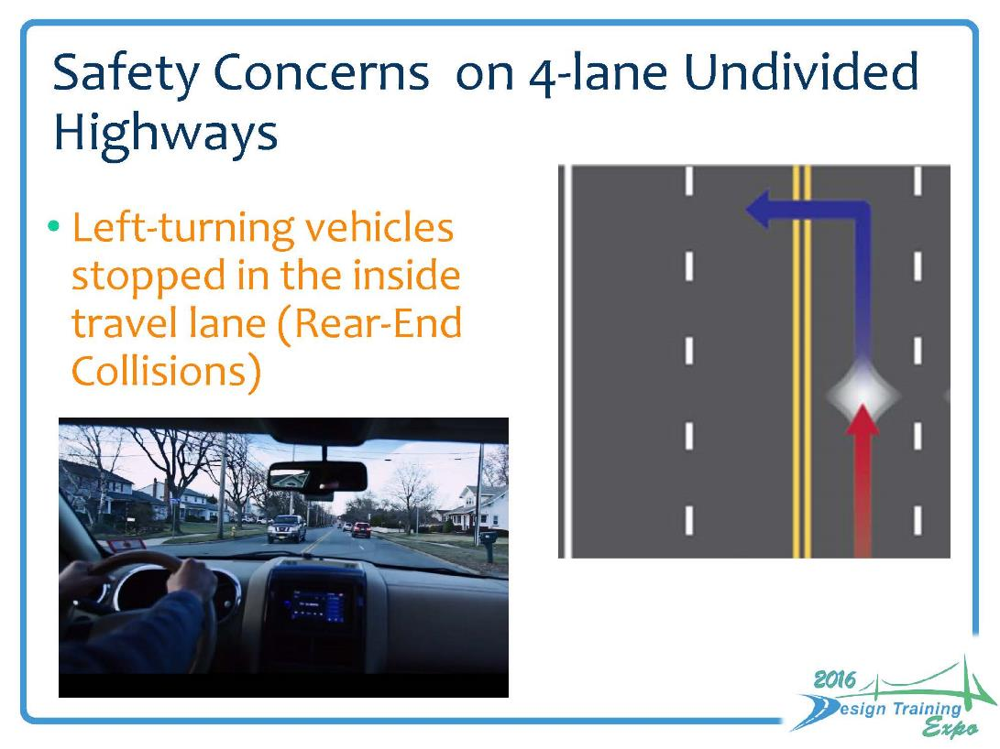 Safety Concerns  on 4-lane Undivided
Highways
• Left-turning vehicles
stopped in the inside
travel lane (Rear-End
Collisions)
2016
Design Training
Expo